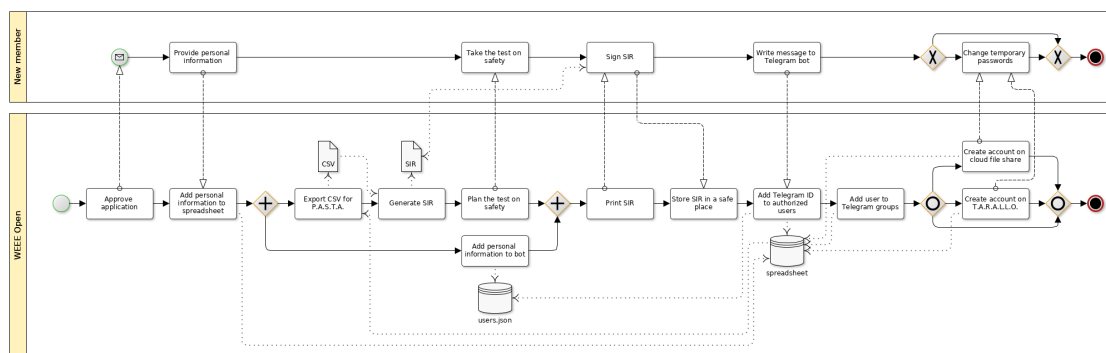 New member
Provide personal
information
Take the test on
safety
Sign SIR
Write message to
Telegram bot
Change temporary
passwords
WEEE Open
CSV
SIR
Create account on
cloud file share
Approve
application
Add personal
information to
spreadsheet
Export CSV for
P.A.S.T.A.
Generate SIR
Plan the test on
safety
Print SIR
Store SIR in a safe
place
Add Telegram ID
to authorized
users
Add user to
Telegram groups
Create account on
T.A.R.A.L.L.O.
Add personal
information to bot
spreadsheet
users.json